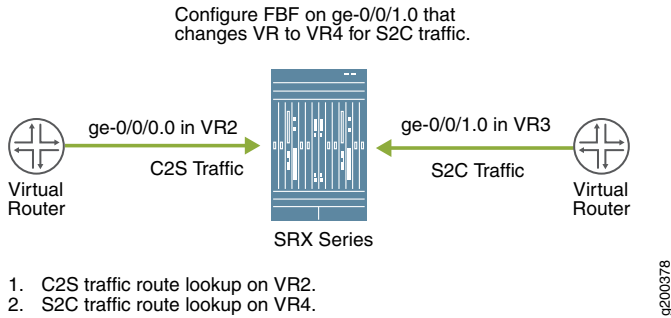 Configure FBF on ge-0/0/1.0 that
changes VR to VR4 for S2C traffic.
ge-0/0/0.0 in VR2
ge-0/0/1.0 in VR3
C2S Traffic
S2C Traffic
Virtual
Router
Virtual
Router
SRX Series
1. C2S traffic route lookup on VR2.
2. S2C traffic route lookup on VR4.
g200378